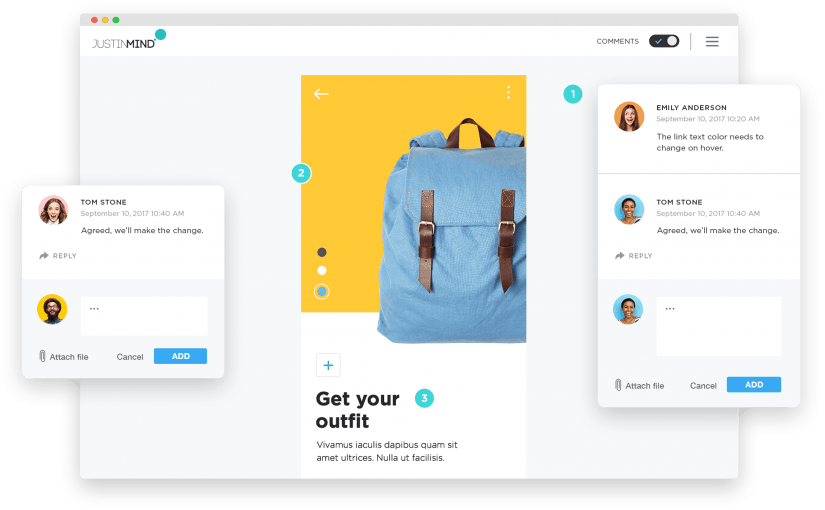 JUSTINMIND
COMMENTS
1
EMILY ANDERSON
September 10, 2017 10:20 AM
The link text color needs to
change on hover.
TOM STONE
September 10, 2017 10:40 AM
Agreed, we'll make the change.
REPLY
...
Attach file
Cancel
ADD
2
TOM STONE
September 10, 2017 10:40 AM
Agreed, we'll make the change.
REPLY
...
Attach file
Cancel
ADD
Get your
outfit
3
Vivamus iaculis dapibus quam sit
amet ultrices. Nulla ut facilisis.